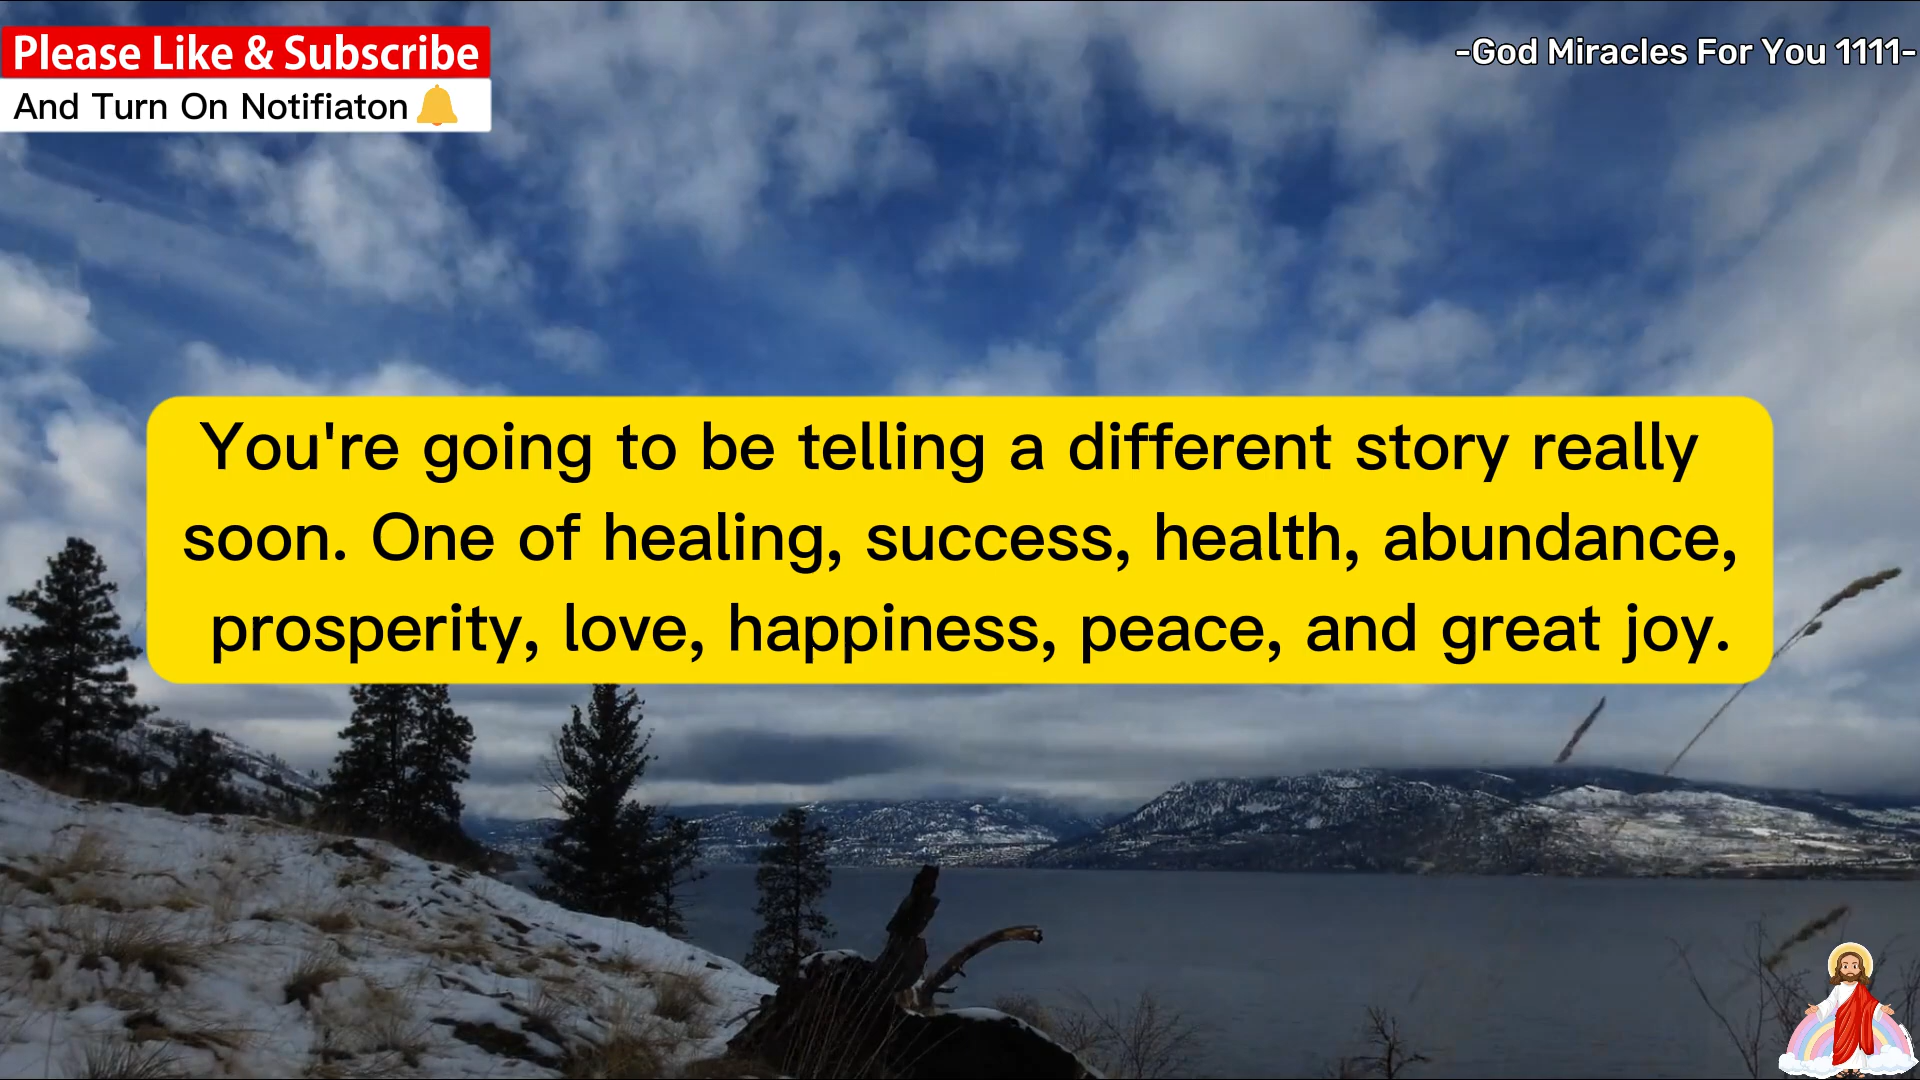 Please Like & Subscribe
And Turn On Notifiaton
-God Miracles For You 1111-
You're going to be telling a different story really
soon. One of healing, success, health, abundance,
prosperity, love, happiness, peace, and great joy.